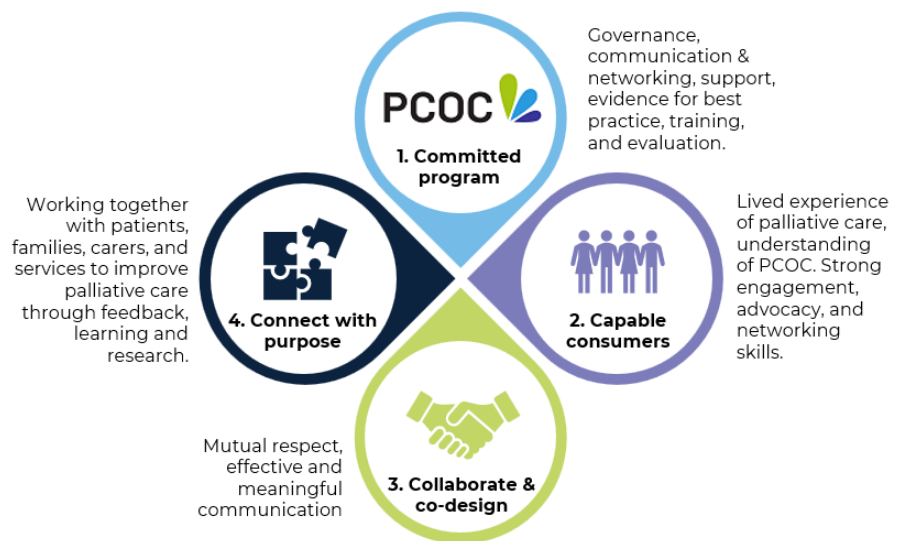 PCOC
1. Committed
program
Governance,
communication &
networking, support,
evidence for best
practice, training,
and evaluation.
2. Capable
consumers
Lived experience
of palliative care,
understanding
of PCOC. Strong
engagement,
advocacy, and
networking
skills.
3. Collaborate &
co-design
Mutual respect,
effective and
meaningful
communication
4. Connect with
purpose
Working together
with patients,
families, carers, and
services to improve
palliative care
through feedback,
learning and
research.